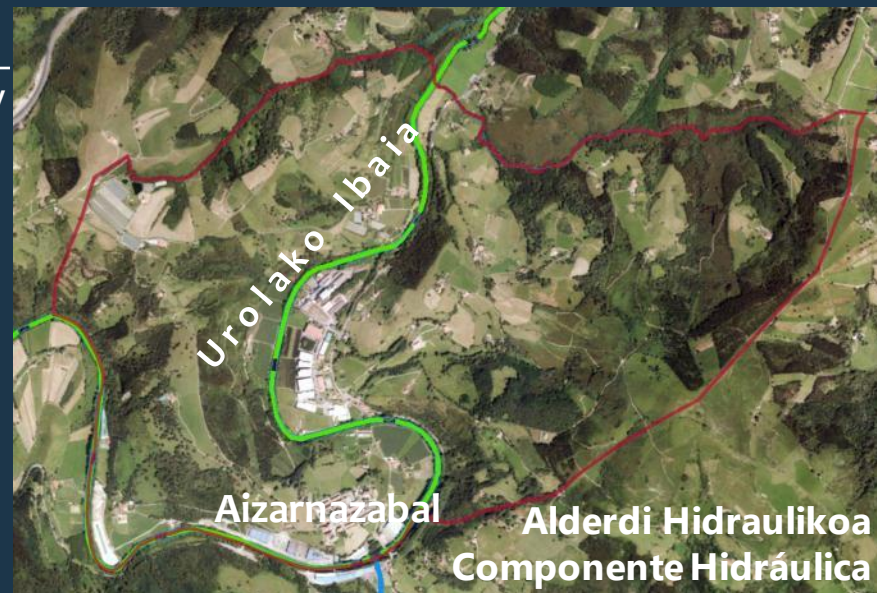 Urolako Ibaia
Aizarnazabal
Alderdi Hidraulikoa
Componente Hidráulica